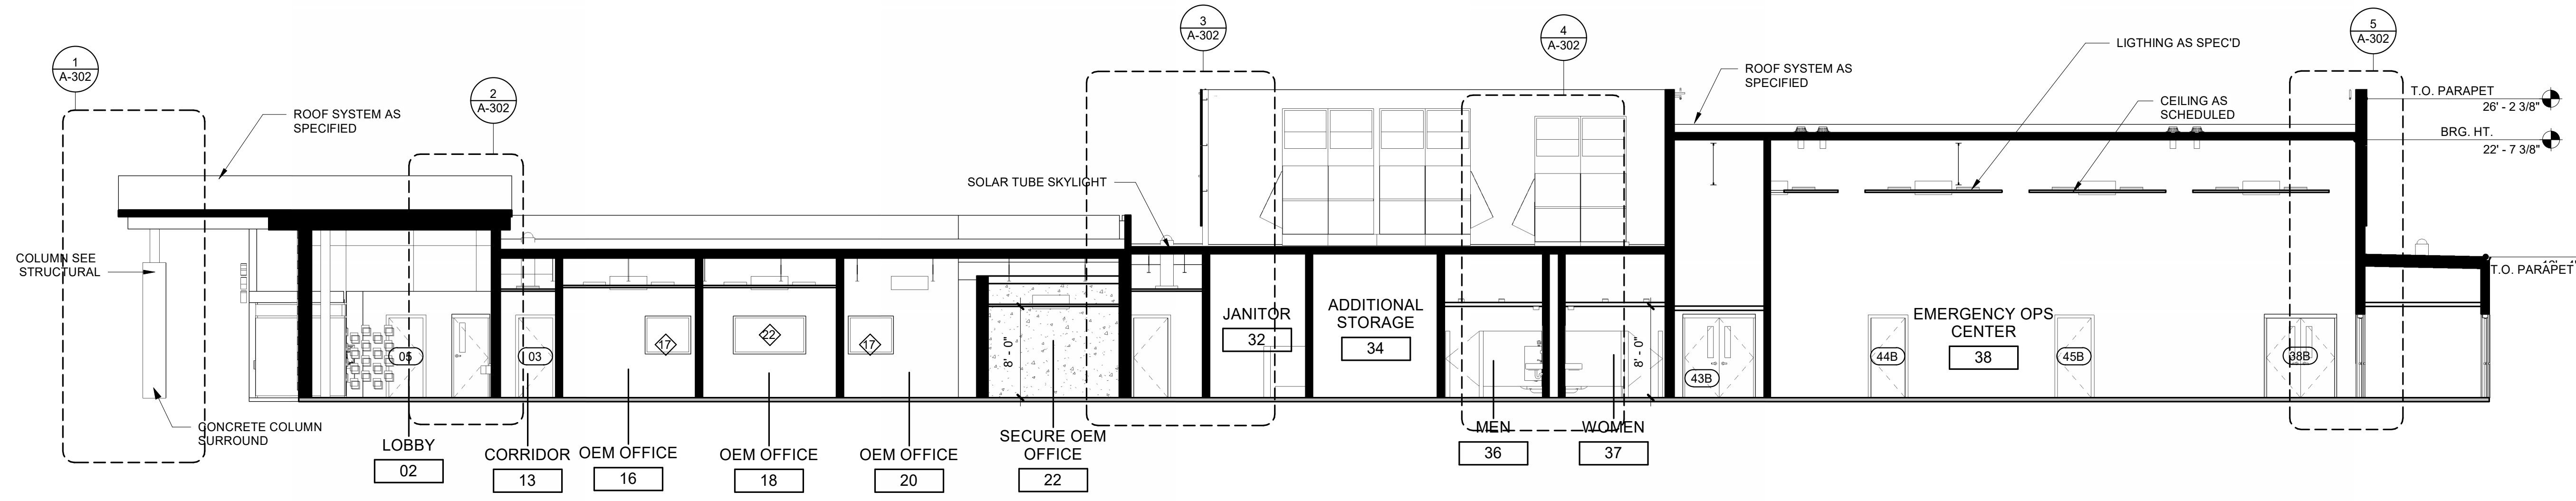 1
A-302
2
A-302
3
A-302
4
A-302
5
A-302
ROOF SYSTEM AS
SPECIFIED
SOLAR TUBE SKYLIGHT
ROOF SYSTEM AS
SPECIFIED
LIGTHING AS SPEC'D
CEILING AS
SCHEDULED
T.O. PARAPET
26' - 2 3/8"
BRG. HT.
22' - 7 3/8"
T.O. PARAPET
COLUMN SEE
STRUCTURAL
CONCRETE COLUMN
SURROUND
05
03
17
22
17
8' - 0"
JANITOR
32
ADDITIONAL
STORAGE
34
8' - 0"
43B
44B
EMERGENCY OPS
CENTER
38
45B
38B
LOBBY
02
CORRIDOR
13
OEM OFFICE
16
OEM OFFICE
18
OEM OFFICE
20
SECURE OEM
OFFICE
22
MEN
36
WOMEN
37